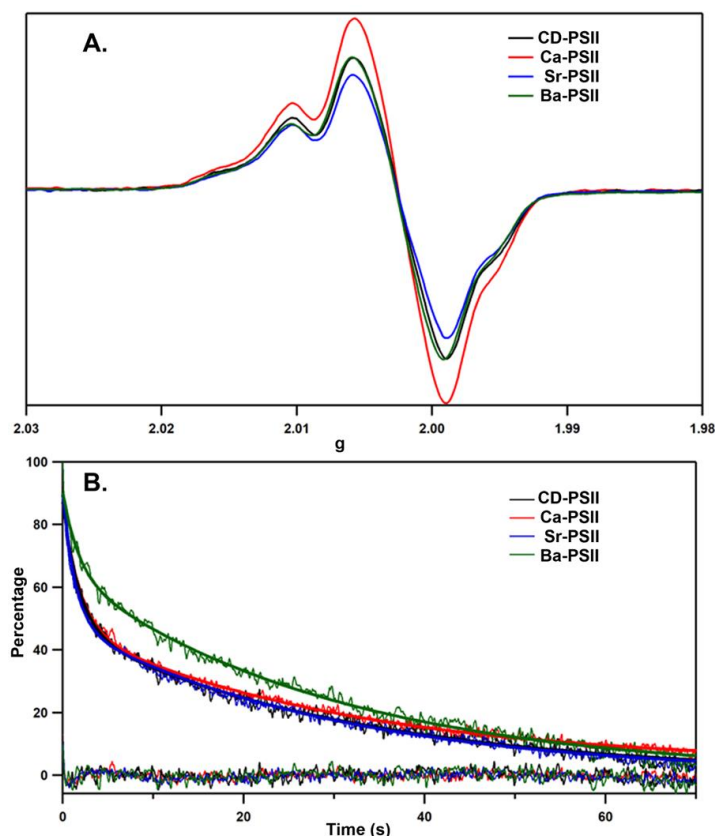 A.
CD-PSII
Ca-PSII
Sr-PSII
Ba-PSII
2.03 2.02 2.01 2.00 1.99 1.98
g
B.
CD-PSII
Ca-PSII
Sr-PSII
Ba-PSII
100
80
60
40
20
0
Percentage
0 20 40 60
Time (s)